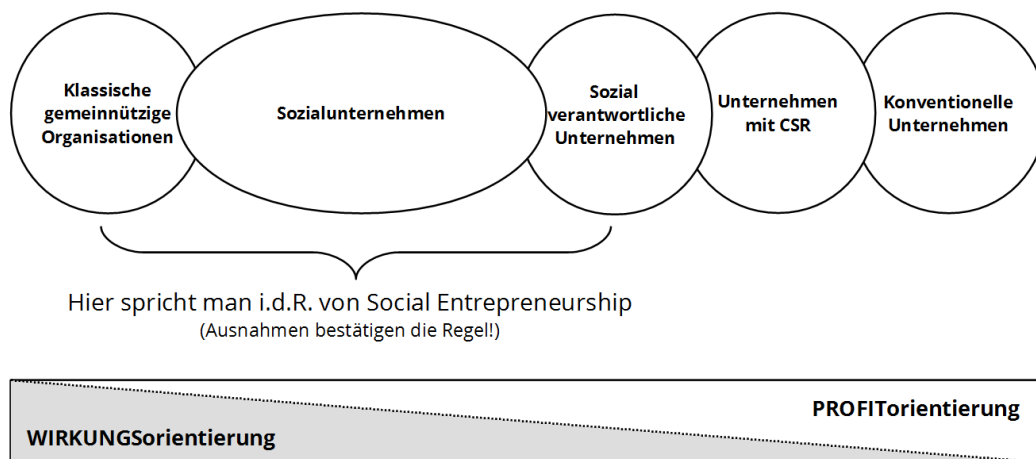 Klassische
gemeinnützige
Organisationen
Sozialunternehmen
Sozial
verantwortliche
Unternehmen
Unternehmen
mit CSR
Konventionelle
Unternehmen
Hier spricht man i.d.R. von Social Entrepreneurship
(Ausnahmen bestätigen die Regel!)
PROFITorientierung
WIRKUNGSorientierung